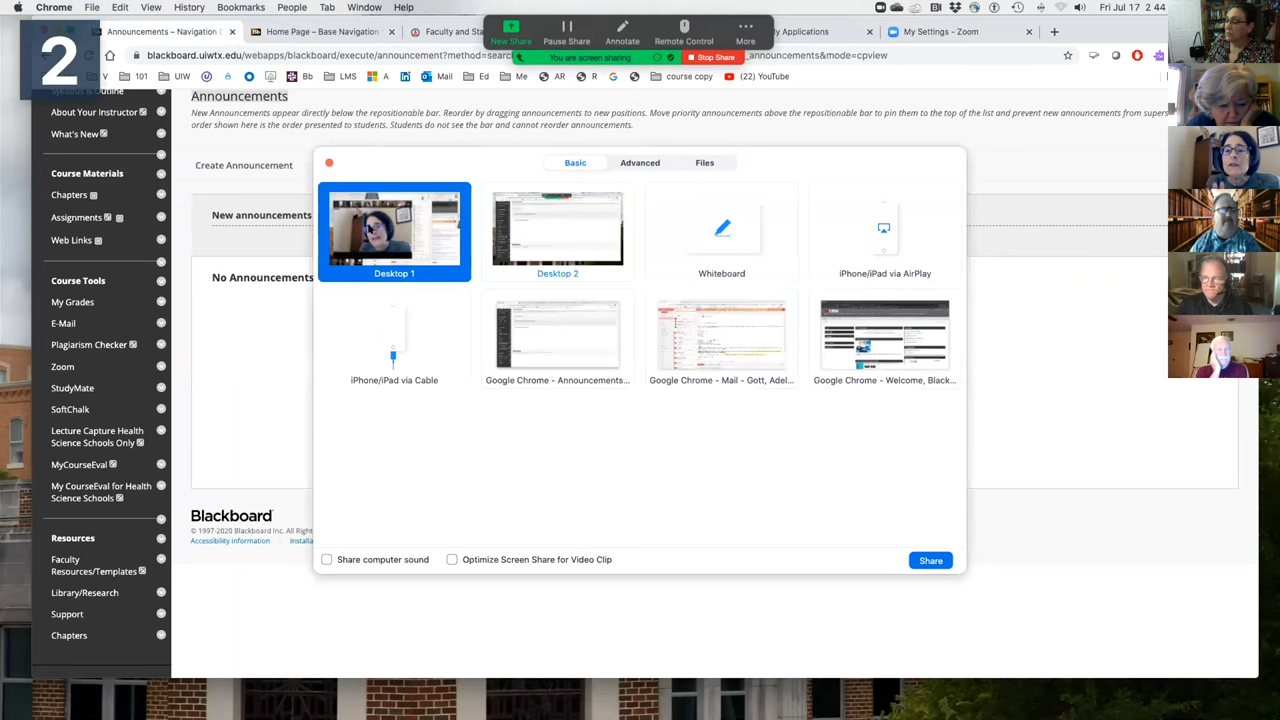 Chrome File Edit View History Bookmarks People Tab Window Help
Fri Jul 17 2 44
2
Announcements – Navigation
Home Page – Base Navigation
Faculty and Sta
y Applications
My Settings - Zoom
New Share
Pause Share
Annotate
Remote Control
More
You are screen sharing
Stop Share
blackboard.uiwtx.edu/webapps/blackboard/execute/announcement?method=search
_announcements&mode=cpview
V 101 UIW Bs LMS A Mail Ed Me AR R course copy (22) YouTube
Syllabus & Outline
About Your Instructor
What's New
Course Materials
Chapters
Assignments
Web Links
Course Tools
My Grades
E-Mail
Plagiarism Checker
Zoom
StudyMate
SoftChalk
Lecture Capture Health
Science Schools Only
MyCourseEval
My CourseEval for Health
Science Schools
Resources
Faculty
Resources/Templates
Library/Research
Support
Chapters
Announcements
New Announcements appear directly below the repositionable bar. Reorder by dragging announcements to new positions. Move priority announcements above the repositionable bar to pin them to the top of the list and prevent new announcements from supers
order shown here is the order presented to students. Students do not see the bar and cannot reorder announcements.
Create Announcement
New announcements
No Announcements
Basic
Advanced
Files
Desktop 1
Desktop 2
Whiteboard
iPhone/iPad via AirPlay
iPhone/iPad via Cable
Google Chrome - Announcements...
Google Chrome - Mail - Gott, Adel...
Google Chrome - Welcome, Black...
Share computer sound
Optimize Screen Share for Video Clip
Share
Blackboard
© 1997-2020 Blackboard Inc. All Righ
Accessibility information
Installa